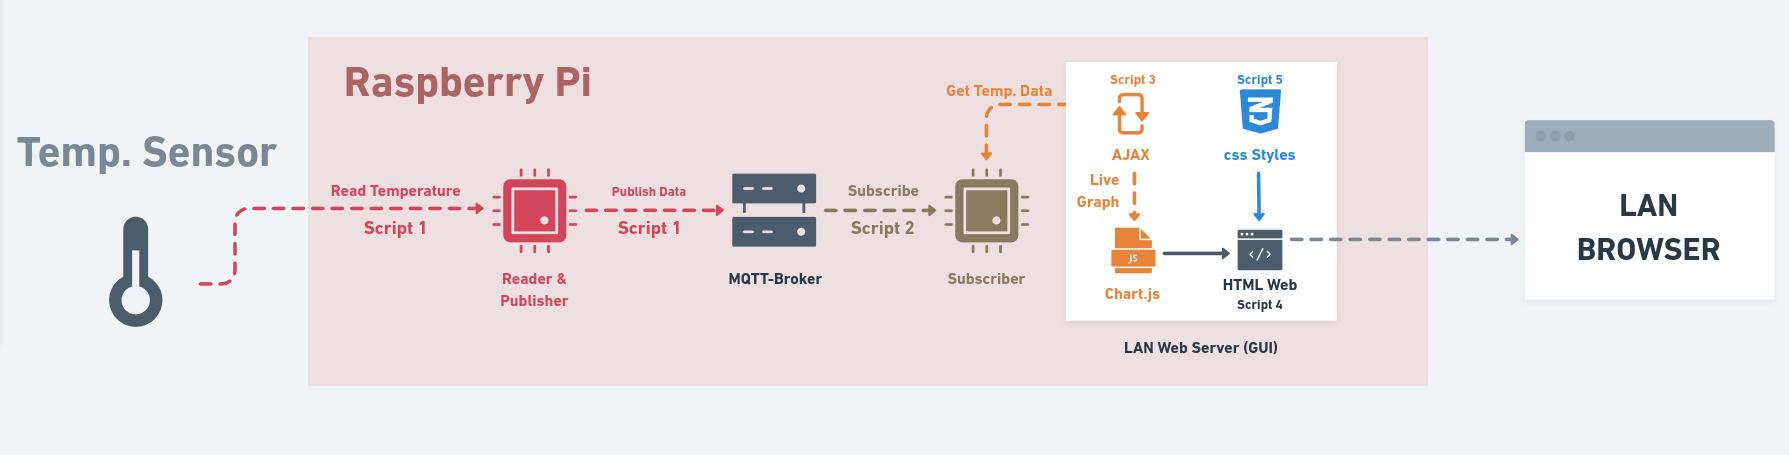 Raspberry Pi
Temp. Sensor
Read Temperature
Script 1
Reader &
Publisher
Publish Data
Script 1
MQTT-Broker
Subscribe
Script 2
Subscriber
Get Temp. Data
Script 3
AJAX
Live
Graph
JS
Chart.js
Script 5
css Styles
</>
HTML Web
Script 4
LAN Web Server (GUI)
LAN
BROWSER